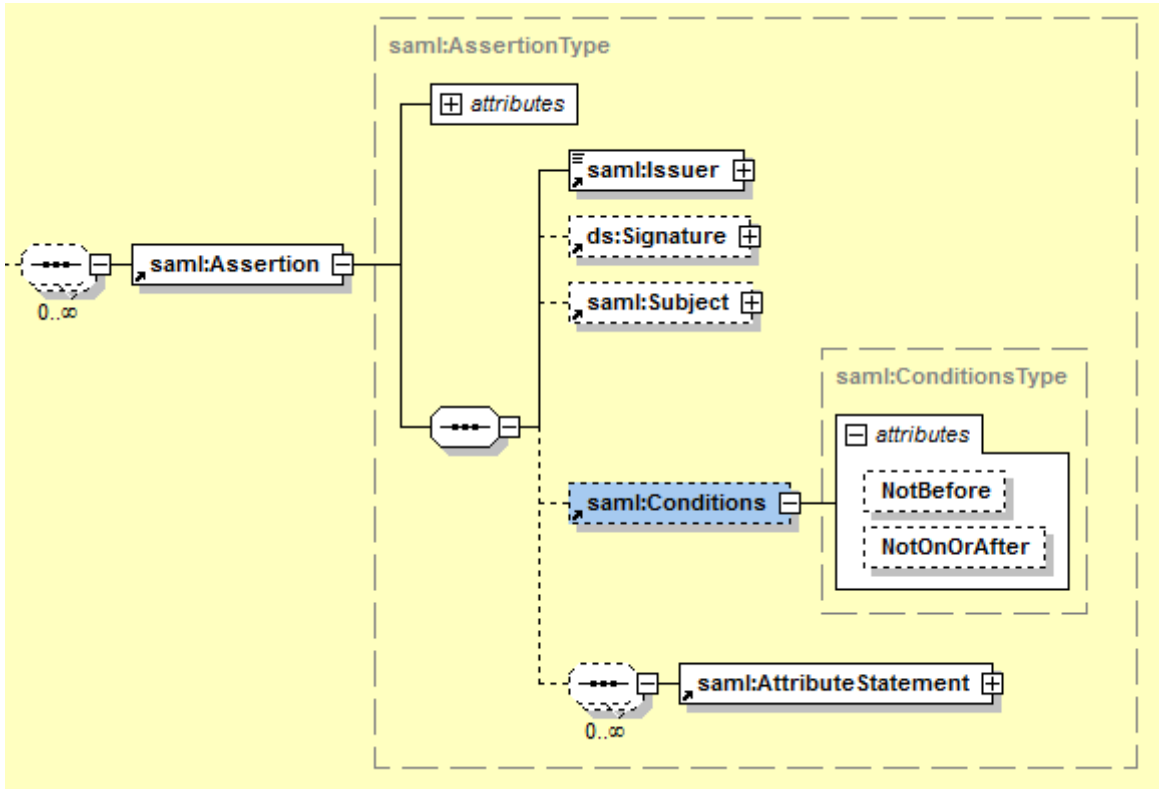 saml:AssertionType
attributes
saml:Issuer
ds:Signature
saml:Assertion
0..∞
saml:Subject
saml:ConditionsType
attributes
saml:Conditions
NotBefore
NotOnOrAfter
saml:AttributeStatement
0..∞